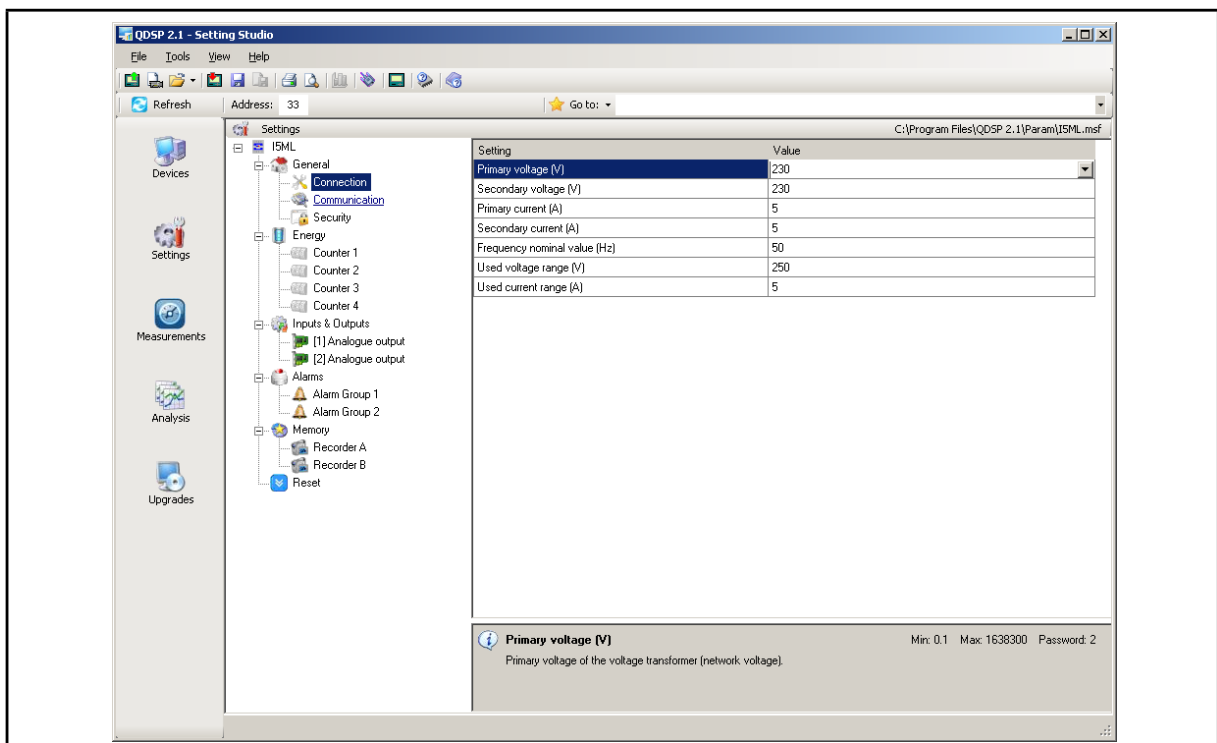 QDSP 2.1 - Setting Studio
File Tools View Help
Refresh Address: 33 Go to:
Devices
Settings
Measurements
Analysis
Upgrades
Settings C:\Program Files\QDSP 2.1\Param\I5ML.msf
I5ML
General
Connection
Communication
Security
Energy
Counter 1
Counter 2
Counter 3
Counter 4
Inputs & Outputs
[1] Analogue output
[2] Analogue output
Alarms
Alarm Group 1
Alarm Group 2
Memory
Recorder A
Recorder B
Reset
Setting Value
Primary voltage (V) 230
Secondary voltage (V) 230
Primary current (A) 5
Secondary current (A) 5
Frequency nominal value (Hz) 50
Used voltage range (V) 250
Used current range (A) 5
Primary voltage (V) Min: 0.1 Max: 1638300 Password: 2
Primary voltage of the voltage transformer (network voltage).